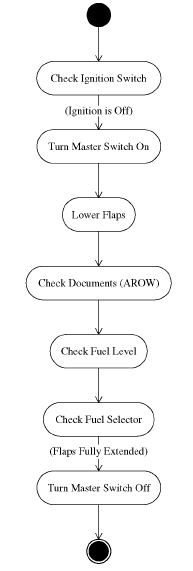 Check Ignition Switch
(Ignition is Off)
Turn Master Switch On
Lower Flaps
Check Documents (AROW)
Check Fuel Level
Check Fuel Selector
(Flaps Fully Extended)
Turn Master Switch Off